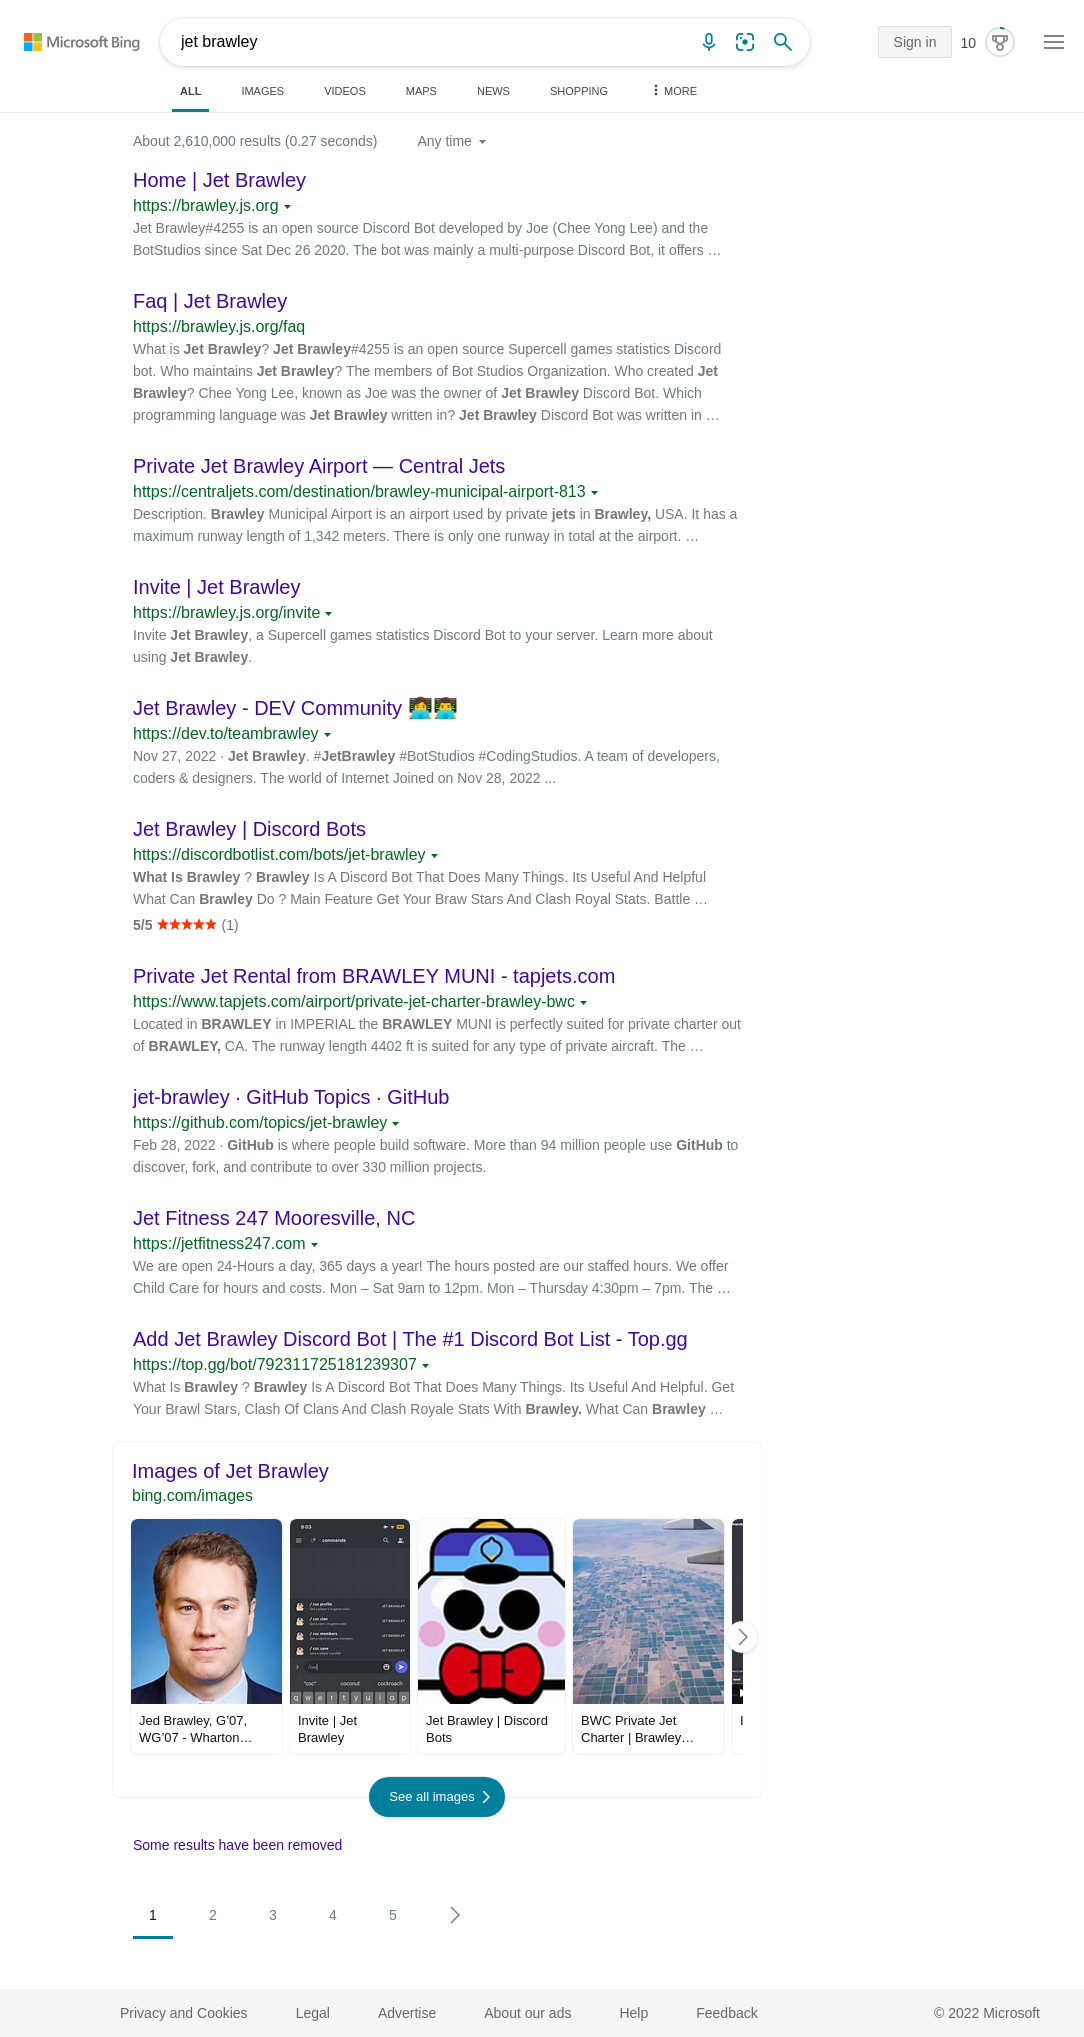 Microsoft Bing
jet brawley
Sign in
10
ALL
IMAGES
VIDEOS
MAPS
NEWS
SHOPPING
MORE
About 2,610,000 results (0.27 seconds)
Any time
Home | Jet Brawley
https://brawley.js.org
Jet Brawley#4255 is an open source Discord Bot developed by Joe (Chee Yong Lee) and the
BotStudios since Sat Dec 26 2020. The bot was mainly a multi-purpose Discord Bot, it offers …
Faq | Jet Brawley
https://brawley.js.org/faq
What is Jet Brawley? Jet Brawley#4255 is an open source Supercell games statistics Discord
bot. Who maintains Jet Brawley? The members of Bot Studios Organization. Who created Jet
Brawley? Chee Yong Lee, known as Joe was the owner of Jet Brawley Discord Bot. Which
programming language was Jet Brawley written in? Jet Brawley Discord Bot was written in …
Private Jet Brawley Airport — Central Jets
https://centraljets.com/destination/brawley-municipal-airport-813
Description. Brawley Municipal Airport is an airport used by private jets in Brawley, USA. It has a
maximum runway length of 1,342 meters. There is only one runway in total at the airport. …
Invite | Jet Brawley
https://brawley.js.org/invite
Invite Jet Brawley, a Supercell games statistics Discord Bot to your server. Learn more about
using Jet Brawley.
Jet Brawley - DEV Community 👩‍💻👨‍💻
https://dev.to/teambrawley
Nov 27, 2022 · Jet Brawley. #JetBrawley #BotStudios #CodingStudios. A team of developers,
coders & designers. The world of Internet Joined on Nov 28, 2022 ...
Jet Brawley | Discord Bots
https://discordbotlist.com/bots/jet-brawley
What Is Brawley ? Brawley Is A Discord Bot That Does Many Things. Its Useful And Helpful
What Can Brawley Do ? Main Feature Get Your Braw Stars And Clash Royal Stats. Battle …
5/5 ★★★★★ (1)
Private Jet Rental from BRAWLEY MUNI - tapjets.com
https://www.tapjets.com/airport/private-jet-charter-brawley-bwc
Located in BRAWLEY in IMPERIAL the BRAWLEY MUNI is perfectly suited for private charter out
of BRAWLEY, CA. The runway length 4402 ft is suited for any type of private aircraft. The …
jet-brawley · GitHub Topics · GitHub
https://github.com/topics/jet-brawley
Feb 28, 2022 · GitHub is where people build software. More than 94 million people use GitHub to
discover, fork, and contribute to over 330 million projects.
Jet Fitness 247 Mooresville, NC
https://jetfitness247.com
We are open 24-Hours a day, 365 days a year! The hours posted are our staffed hours. We offer
Child Care for hours and costs. Mon – Sat 9am to 12pm. Mon – Thursday 4:30pm – 7pm. The …
Add Jet Brawley Discord Bot | The #1 Discord Bot List - Top.gg
https://top.gg/bot/792311725181239307
What Is Brawley ? Brawley Is A Discord Bot That Does Many Things. Its Useful And Helpful. Get
Your Brawl Stars, Clash Of Clans And Clash Royale Stats With Brawley. What Can Brawley …
Images of Jet Brawley
bing.com/images
9:03
commands
/ coc profile
JET BRAWLEY
/ coc clan
JET BRAWLEY
/ coc members
JET BRAWLEY
/ coc save
JET BRAWLEY
/coc
"coc" coconut cockroach
q w e r t y u i o p
Jed Brawley, G'07,
WG'07 - Wharton…
Invite | Jet
Brawley
Jet Brawley | Discord
Bots
BWC Private Jet
Charter | Brawley…
See all images
Some results have been removed
1 2 3 4 5
Privacy and Cookies
Legal
Advertise
About our ads
Help
Feedback
© 2022 Microsoft